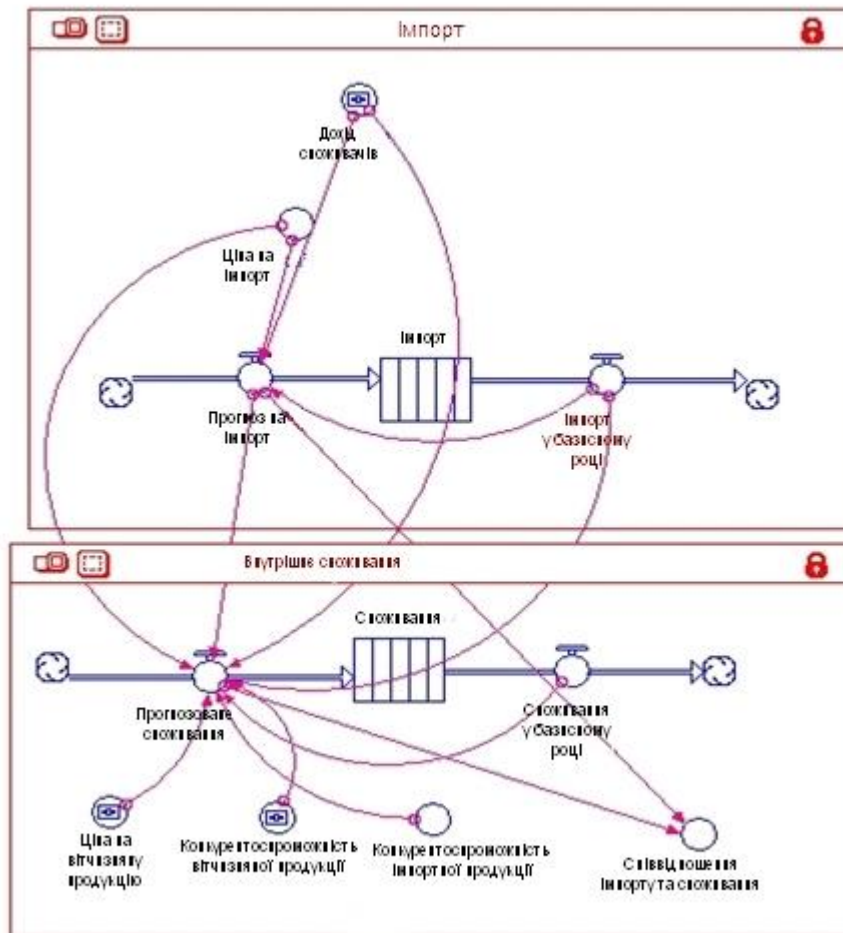 Імпорт
Дохід
споживачів
Ціна на
імпорт
Імпорт
Прогноз на
імпорт
Імпорт
у базисному
році
Внутрішнє споживання
Споживання
Прогнозоване
споживання
Споживання
у базисному
році
Ціна на
вітчизняну
продукцію
Конкурентоспроможність
вітчизняної продукції
Конкурентоспроможність
імпортної продукції
Співвідношення
імпорту та споживання